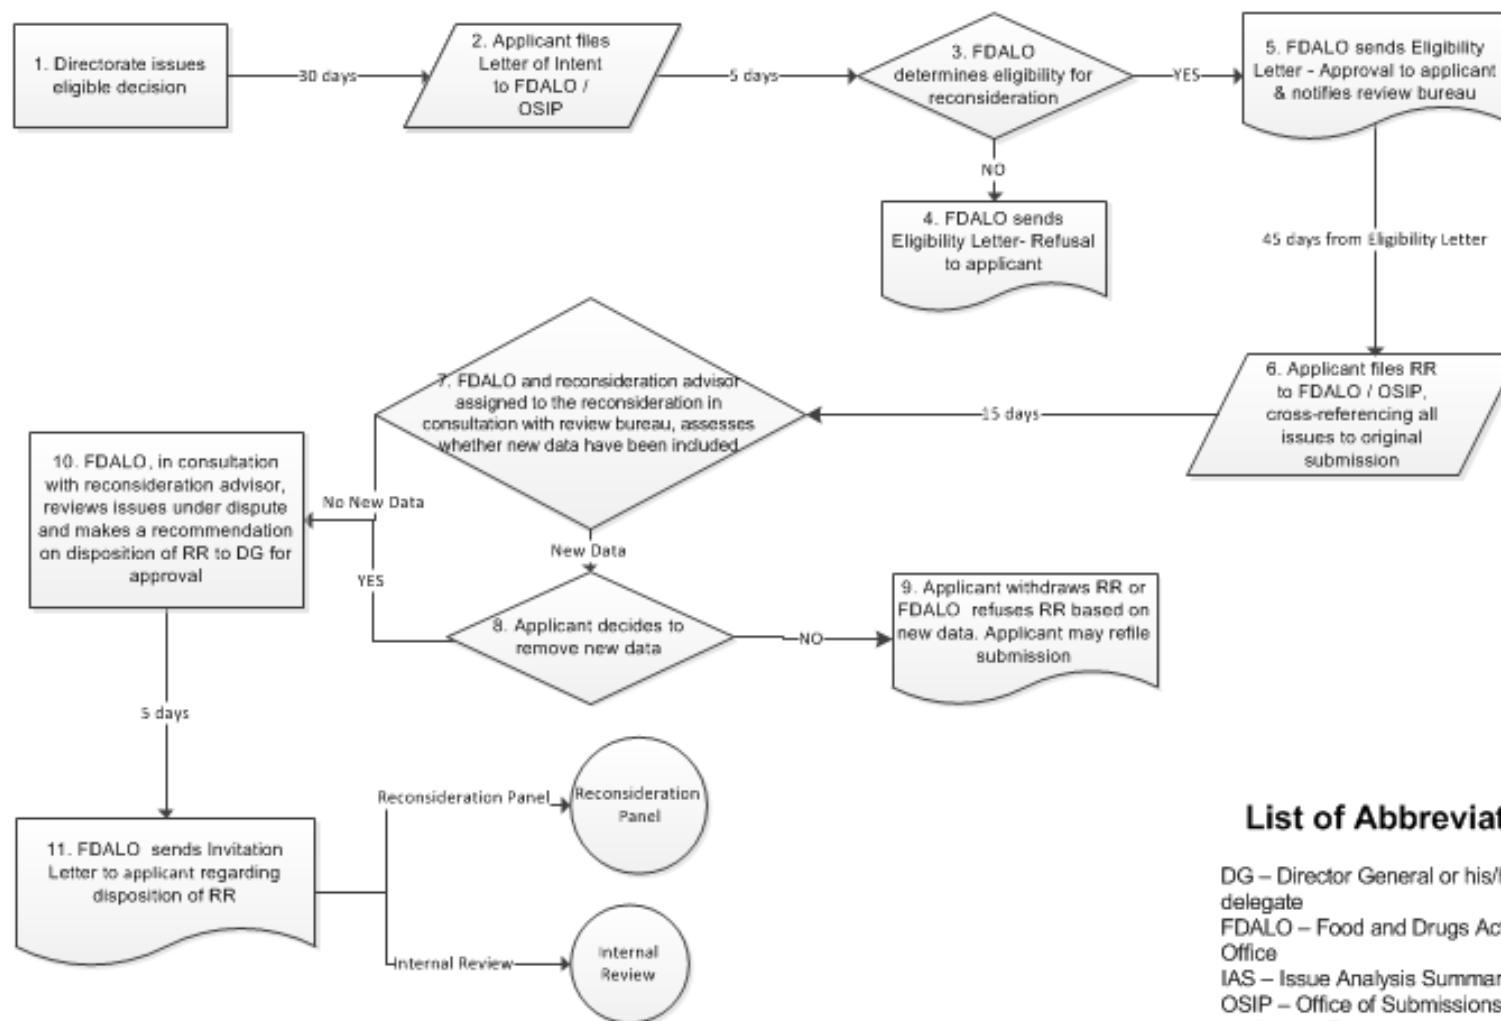 1. Directorate issues
eligible decision
30 days
2. Applicant files
Letter of Intent
to FDALO /
OSIP
5 days
3. FDALO
determines eligibility for
reconsideration
YES
5. FDALO sends Eligibility
Letter - Approval to applicant
& notifies review bureau
NO
4. FDALO sends
Eligibility Letter- Refusal
to applicant
45 days from Eligibility Letter
6. Applicant files RR
to FDALO / OSIP,
cross-referencing all
issues to original
submission
15 days
7. FDALO and reconsideration advisor
assigned to the reconsideration in
consultation with review bureau, assesses
whether new data have been included
No New Data
New Data
8. Applicant decides to
remove new data
YES
NO
9. Applicant withdraws RR or
FDALO refuses RR based on
new data. Applicant may refile
submission
10. FDALO, in consultation
with reconsideration advisor,
reviews issues under dispute
and makes a recommendation
on disposition of RR to DG for
approval
5 days
11. FDALO sends Invitation
Letter to applicant regarding
disposition of RR
Reconsideration Panel
Reconsideration
Panel
Internal Review
Internal
Review
List of
DG – Director General or
delegate
FDALO – Food and Drugs
Office
IAS – Issue Analysis
OSIP – Office of Submissions